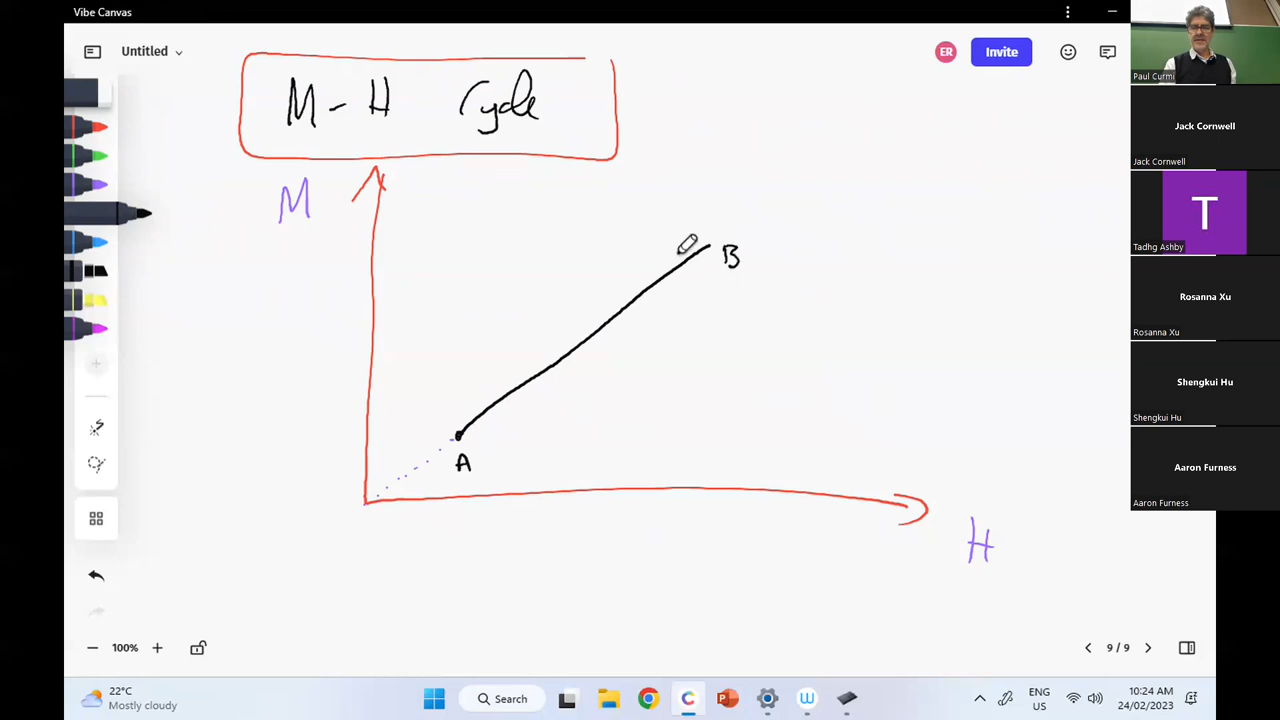 Vibe Canvas
Untitled
ER
Invite
M - H Cycle
M
B
A
H
Paul Curmi
Jack Cornwell
Jack Cornwell
T
Tadhg Ashby
Rosanna Xu
Rosanna Xu
Shengkui Hu
Shengkui Hu
Aaron Furness
Aaron Furness
100%
9 / 9
22°C
Mostly cloudy
Search
ENG
US
10:24 AM
24/02/2023